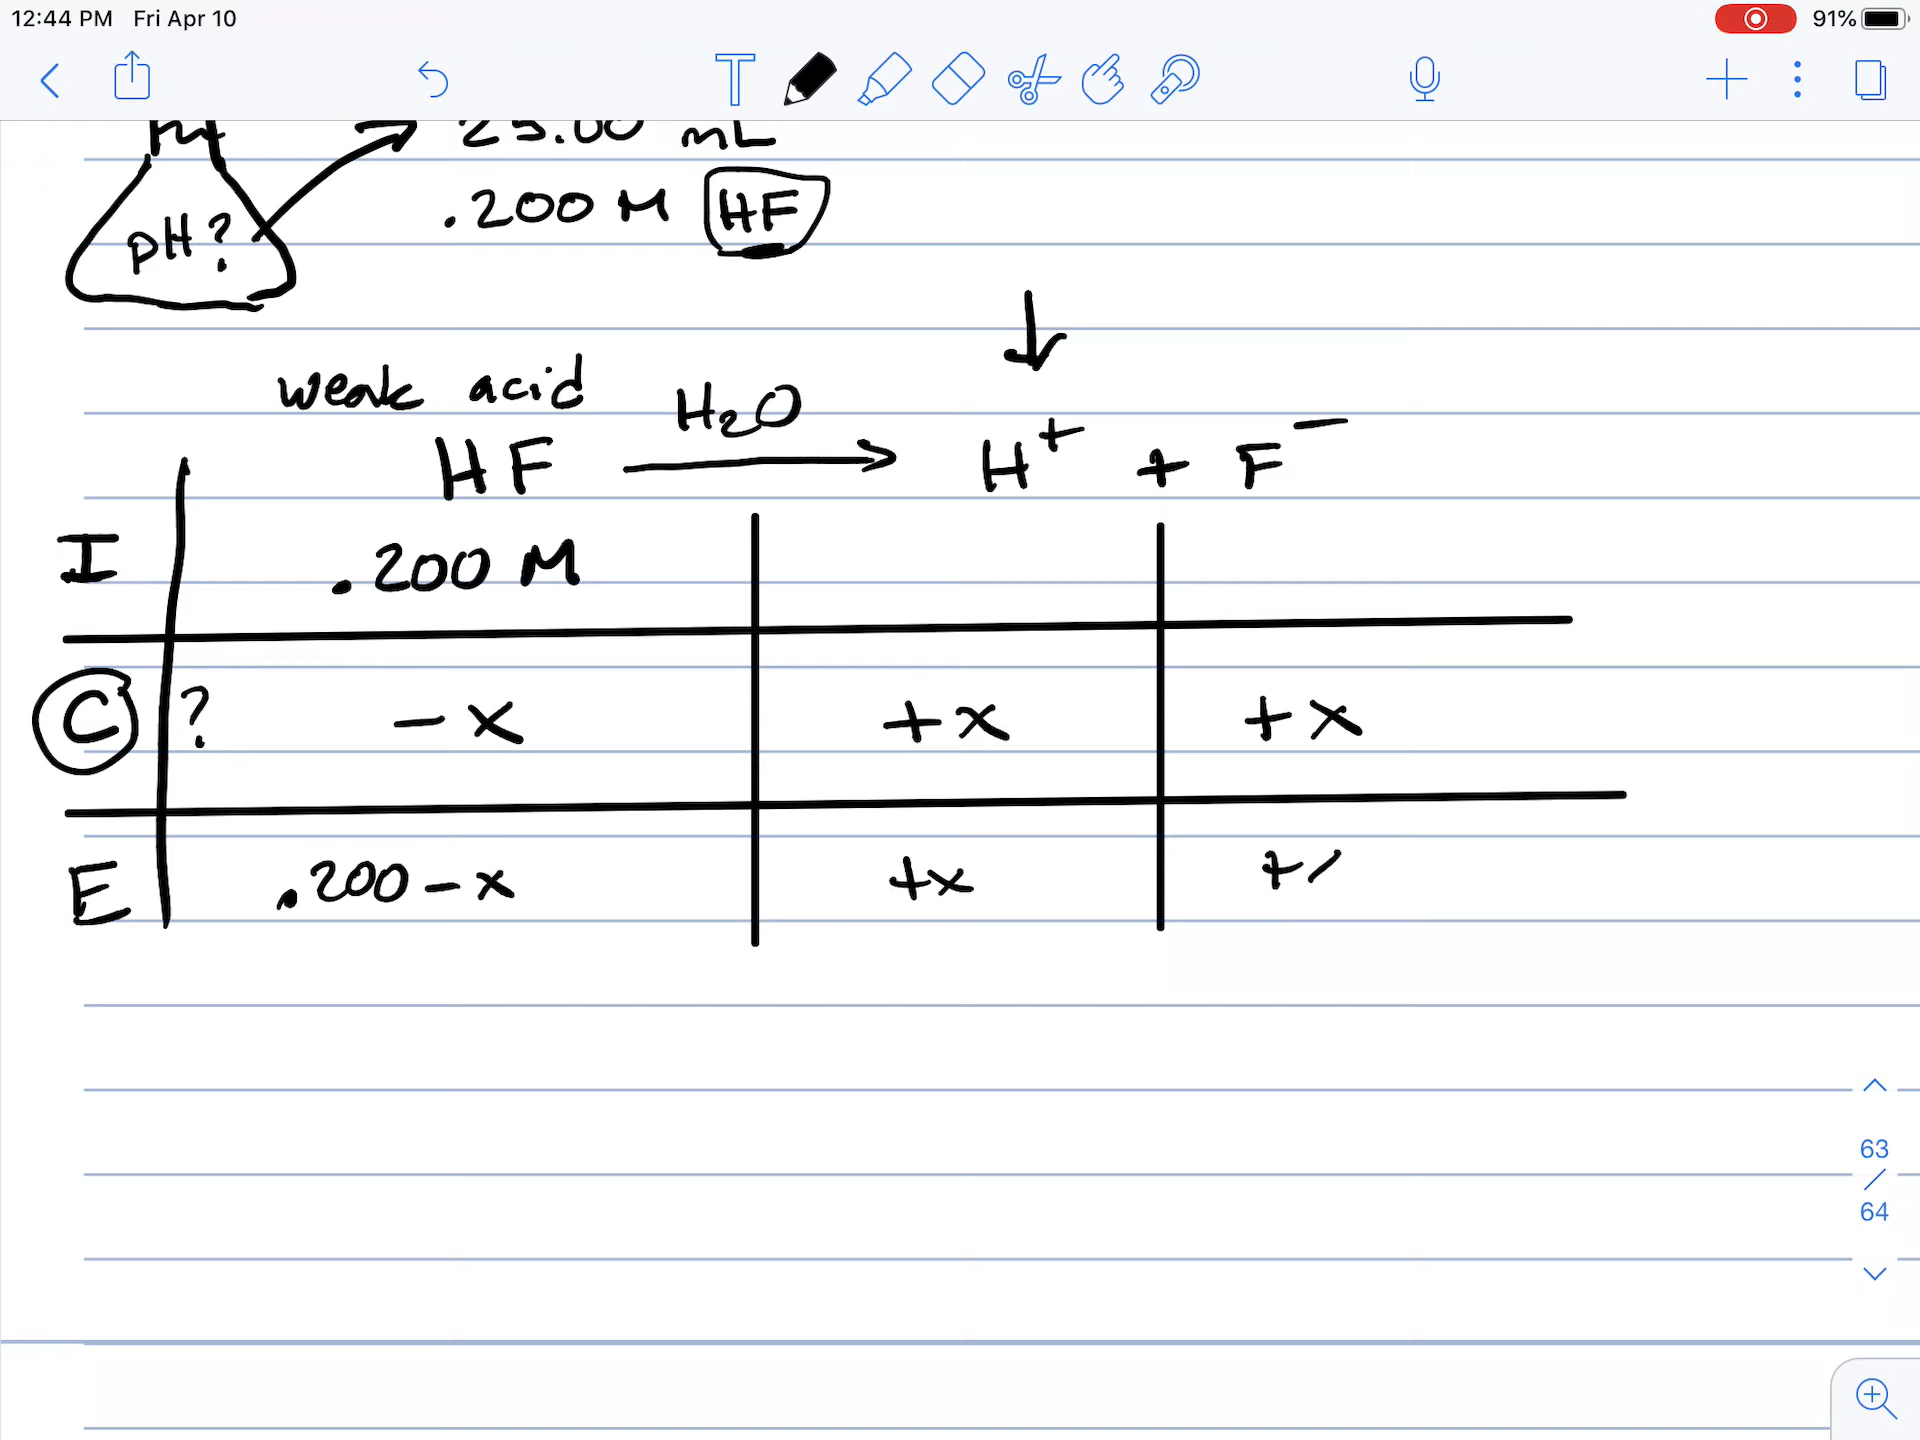 12:44 PM Fri Apr 10
91%
T
25.00 mL
.200 M HF
pH?
weak acid
HF H2O → H⁺ + F⁻
I .200 M
C ? - x + x + x
E .200 - x +x +
63
/
64